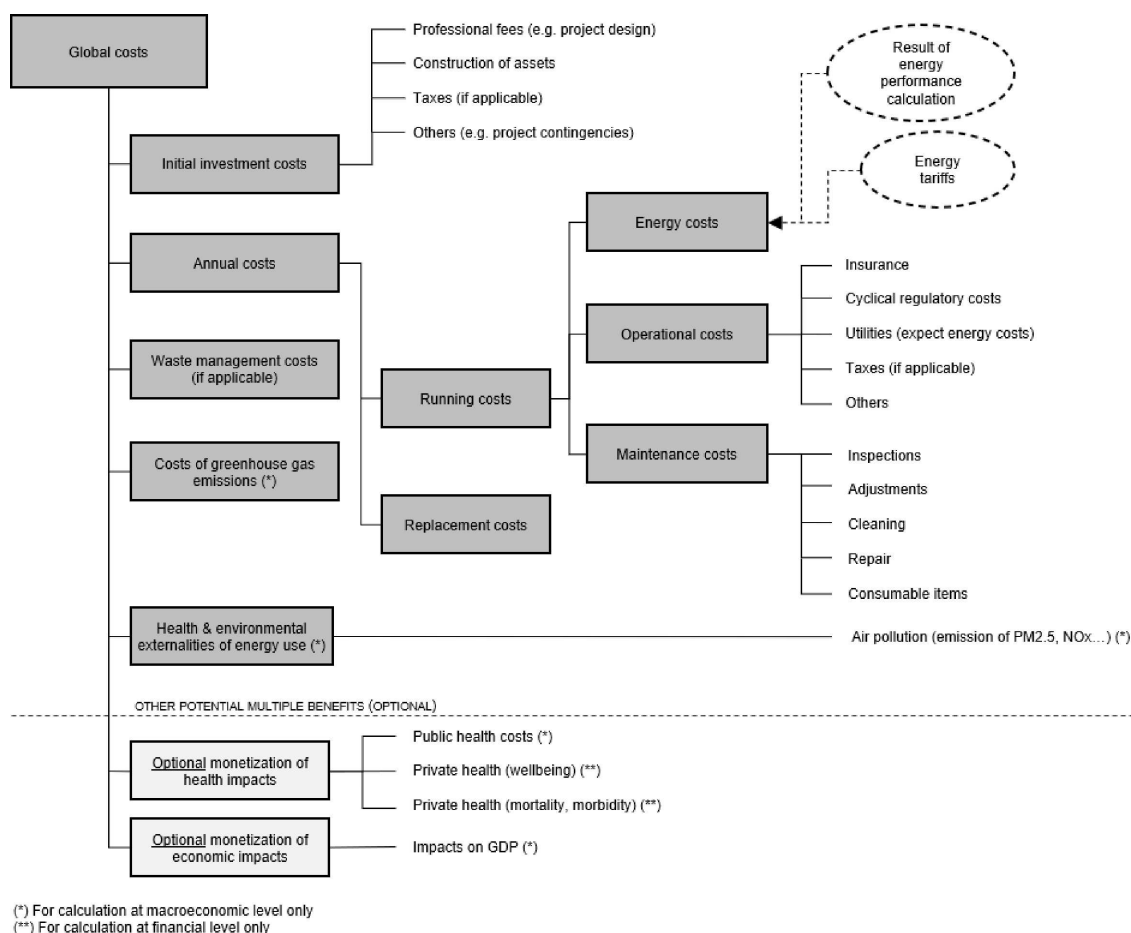 Global costs
Professional fees (e.g. project design)
Construction of assets
Taxes (if applicable)
Others (e.g. project contingencies)
Result of
energy
performance
calculation
Initial investment costs
Energy
tariffs
Energy costs
Annual costs
Insurance
Cyclical regulatory costs
Operational costs
Utilities (expect energy costs)
Waste management costs
(if applicable)
Taxes (if applicable)
Running costs
Others
Maintenance costs
Inspections
Costs of greenhouse gas
emissions (*)
Adjustments
Replacement costs
Cleaning
Repair
Consumable items
Health & environmental
externalities of energy use (*)
Air pollution (emission of PM2.5, NOx…) (*)
OTHER POTENTIAL MULTIPLE BENEFITS (OPTIONAL)
Public health costs (*)
Optional monetization of
health impacts
Private health (wellbeing) (**)
Private health (mortality, morbidity) (**)
Optional monetization of
economic impacts
Impacts on GDP (*)
(*) For calculation at macroeconomic level only
(**) For calculation at financial level only